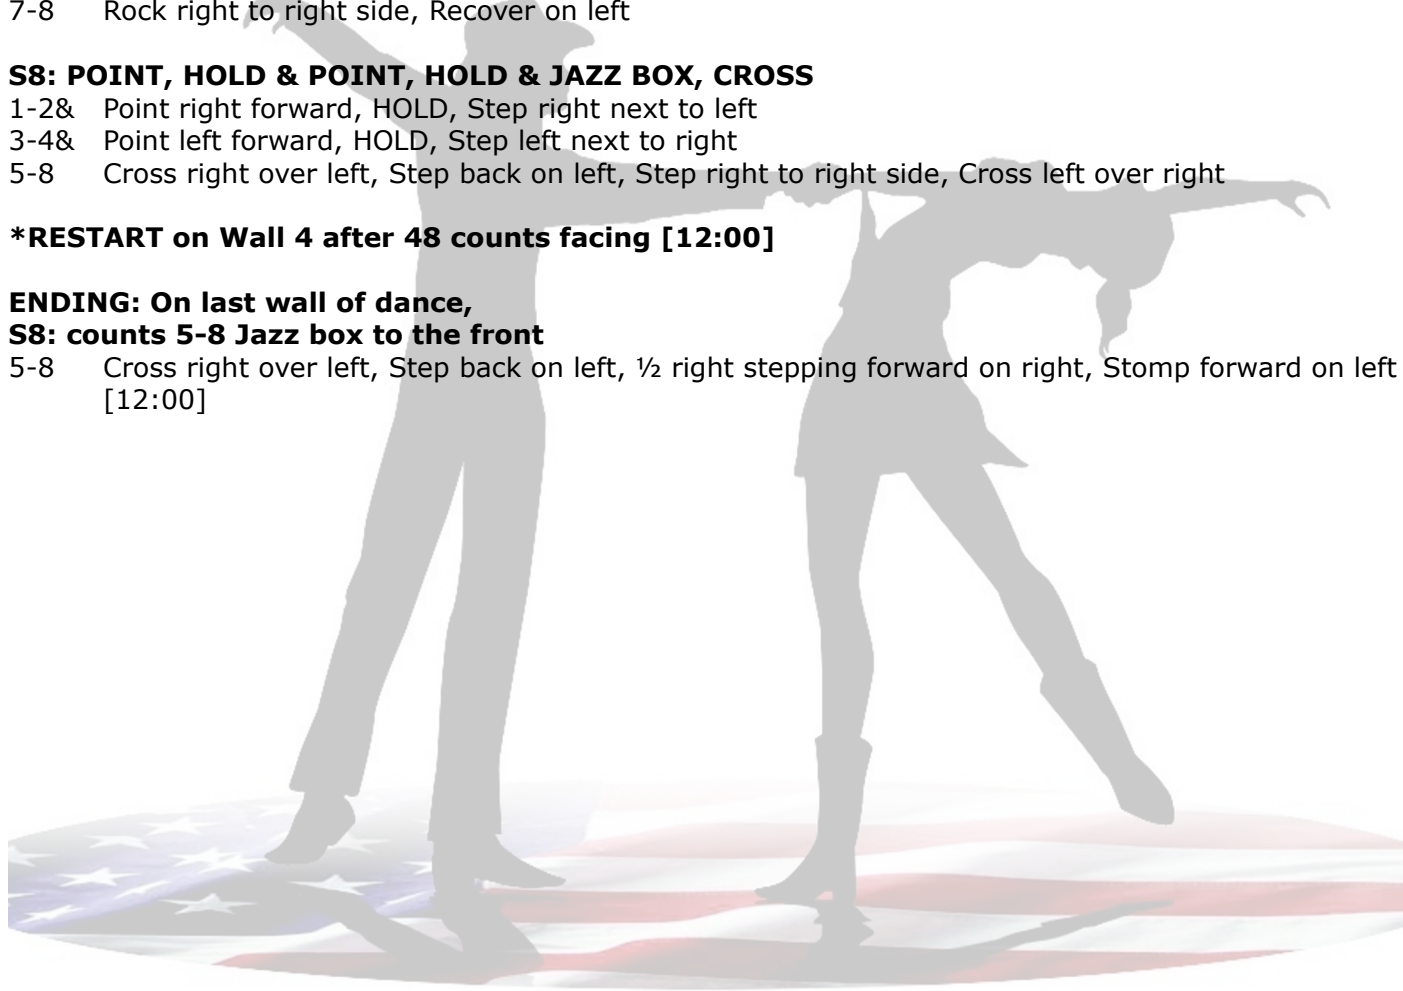 7-8 Rock right to right side, Recover on left
S8: POINT, HOLD & POINT, HOLD & JAZZ BOX, CROSS
1-2& Point right forward, HOLD, Step right next to left
3-4& Point left forward, HOLD, Step left next to right
5-8 Cross right over left, Step back on left, Step right to right side, Cross left over right
*RESTART on Wall 4 after 48 counts facing [12:00]
ENDING: On last wall of dance,
S8: counts 5-8 Jazz box to the front
5-8 Cross right over left, Step back on left, ½ right stepping forward on right, Stomp forward on left
[12:00]